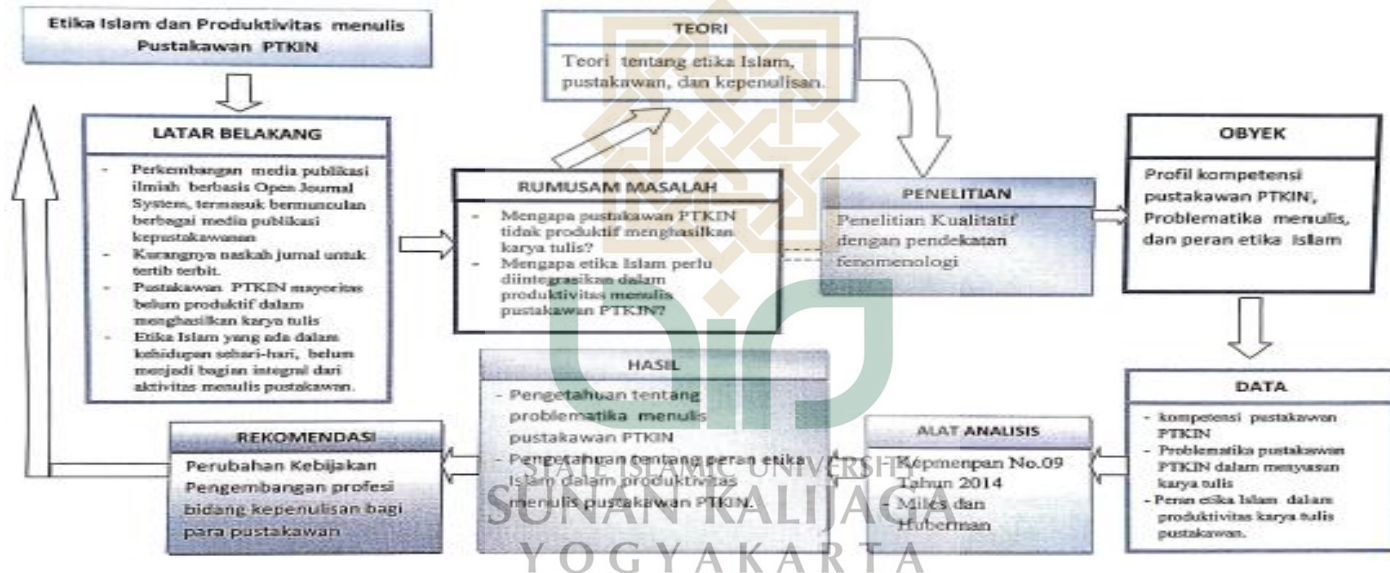 Etika Islam dan Produktivitas menulis
Pustakawan PTKIN
LATAR BELAKANG
- Perkembangan media publikasi
ilmiah berbasis Open Journal
System, termasuk bermunculan
berbagai media publikasi
kepustakawanan
- Kurangnya naskah jurnal untuk
tertib terbit.
- Pustakawan PTKIN mayoritas
belum produktif dalam
menghasilkan karya tulis
- Etika Islam yang ada dalam
kehidupan sehari-hari, belum
menjadi bagian integral dari
aktivitas menulis pustakawan.
RUMUSAM MASALAH
- Mengapa pustakawan PTKIN
tidak produktif menghasilkan
karya tulis?
- Mengapa etika Islam perlu
diintegrasikan dalam
produktivitas menulis
pustakawan PTKIN?
TEORI
Teori tentang etika Islam,
pustakawan, dan kepenulisan.
PENELITIAN
Penelitian Kualitatif
dengan pendekatan
fenomenologi
OBYEK
Profil kompetensi
pustakawan PTKIN,
Problematika menulis,
dan peran etika Islam
DATA
- kompetensi pustakawan
PTKIN
- Problematika pustakawan
PTKIN dalam menyusun
karya tulis
- Peran etika Islam dalam
produktivitas karya tulis
pustakawan.
ALAT ANALISIS
- Kepmenpan No.09
Tahun 2014
- Miles dan
Huberman
HASIL
- Pengetahuan tentang
problematika menulis
pustakawan PTKIN
- Pengetahuan tentang peran etika
Islam dalam produktivitas
menulis pustakawan PTKIN.
REKOMENDASI
Perubahan Kebijakan
Pengembangan profesi
bidang kepenulisan bagi
para pustakawan
STATE ISLAMIC UNIVERSITY
SUNAN KALIJAGA
YOGYAKARTA